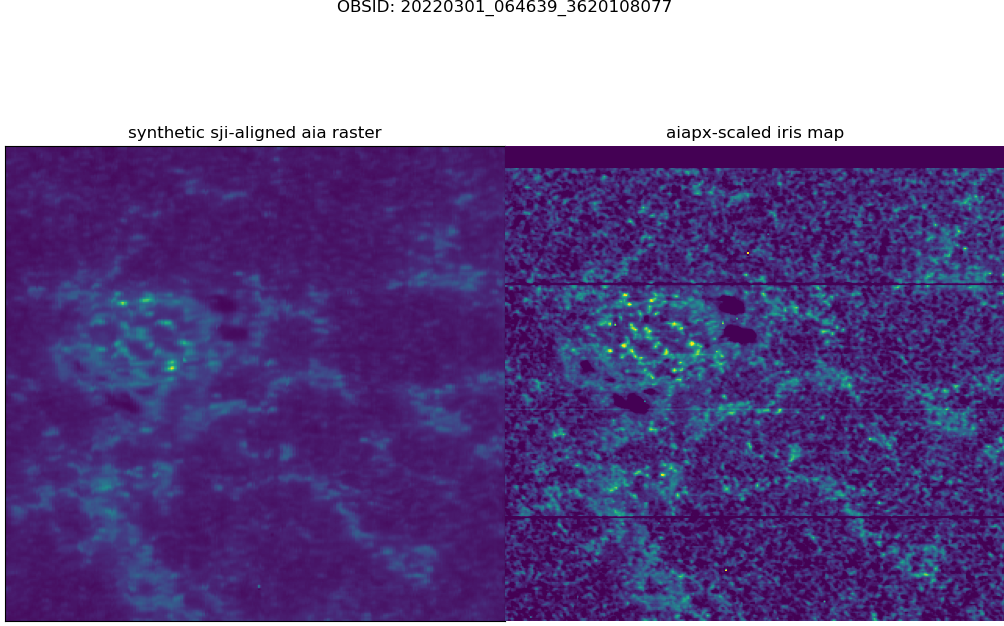 OBSID: 20220301_064639_3620108077
synthetic sji-aligned aia raster
aiapx-scaled iris map